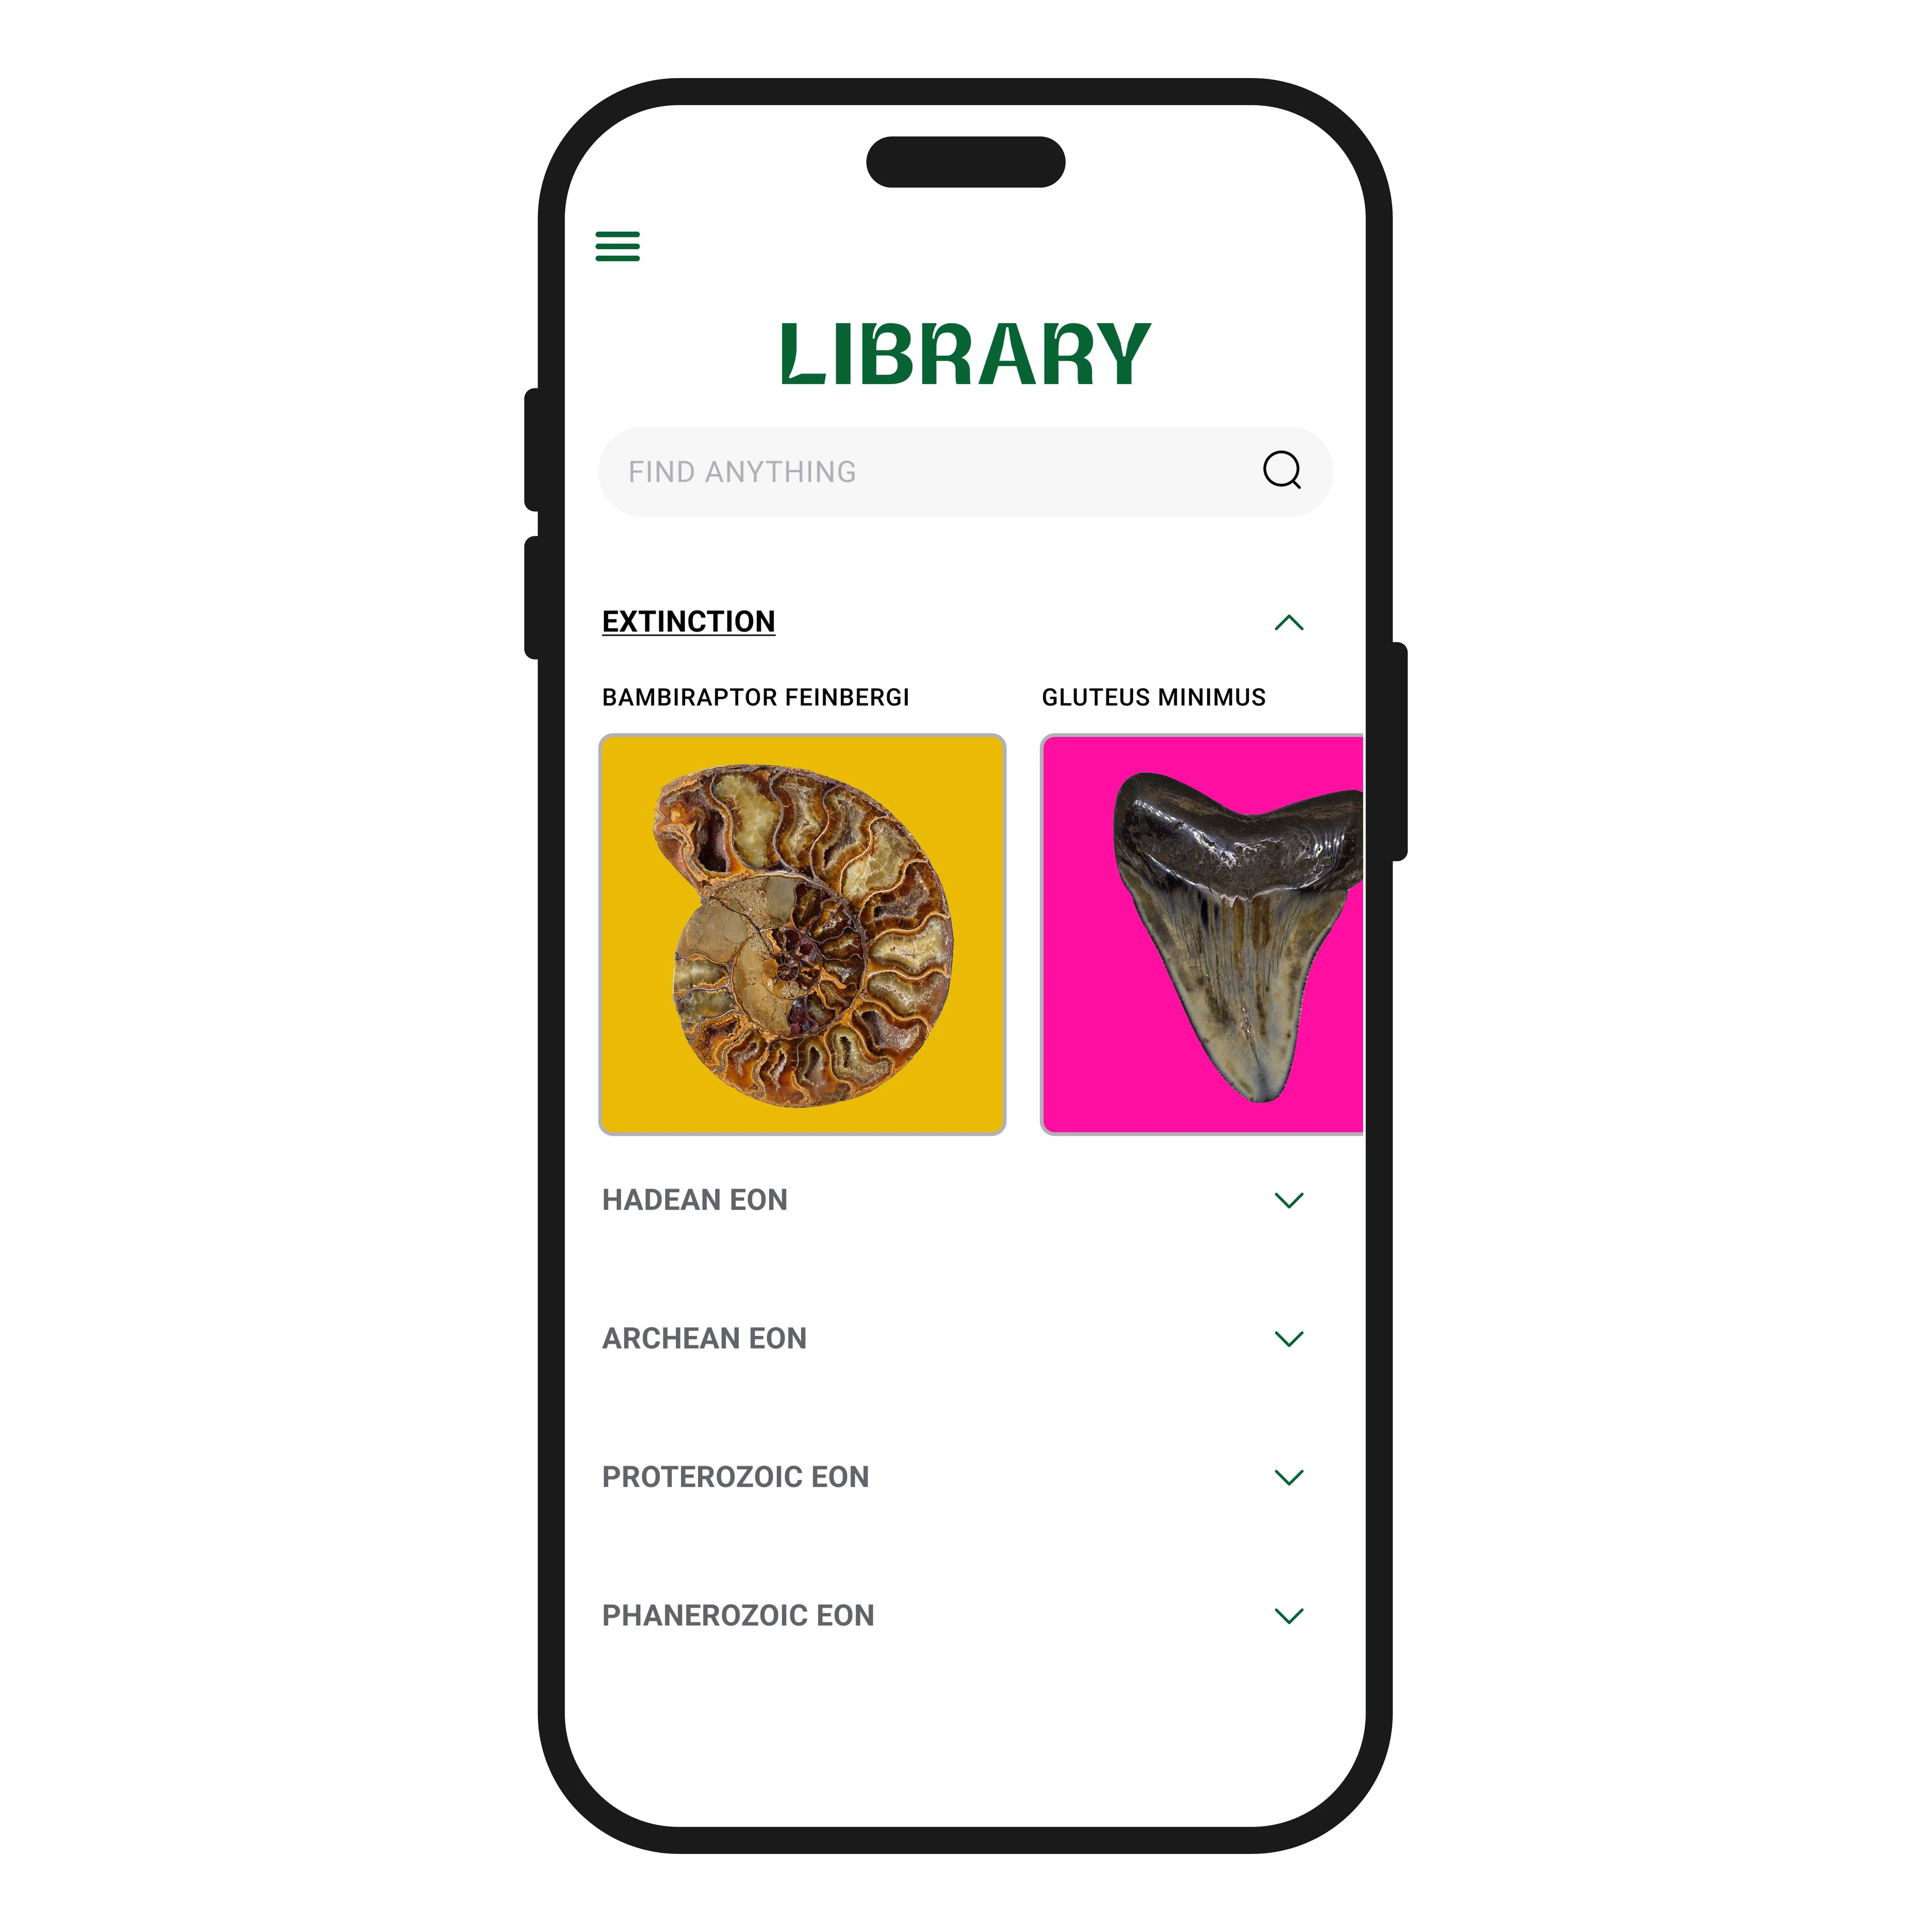 LIBRARY
FIND ANYTHING
EXTINCTION
BAMBIRAPTOR FEINBERGI
GLUTEUS MINIMUS
HADEAN EON
ARCHEAN EON
PROTEROZOIC EON
PHANEROZOIC EON